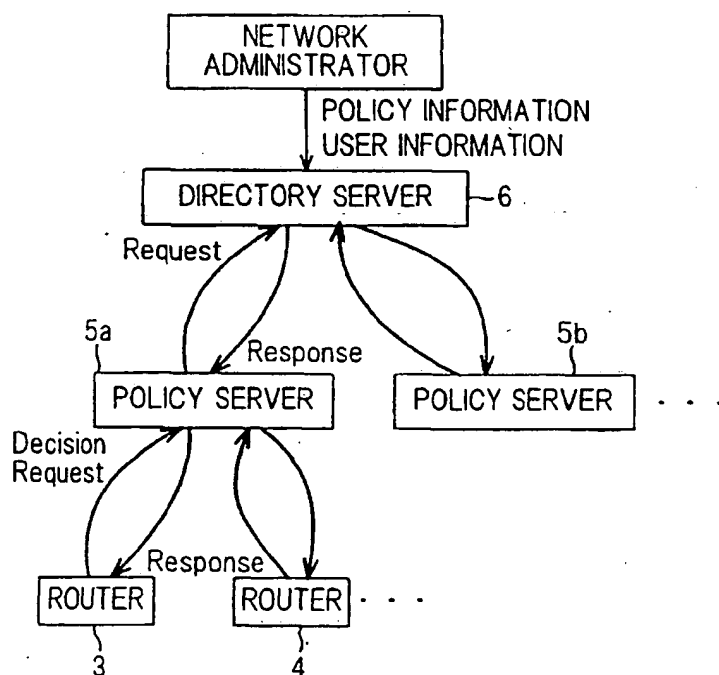 NETWORK
ADMINISTRATOR
POLICY INFORMATION
USER INFORMATION
DIRECTORY SERVER
6
Request
Response
5a
5b
POLICY SERVER
POLICY SERVER
. . .
Decision
Request
Response
ROUTER
ROUTER
. . .
3
4